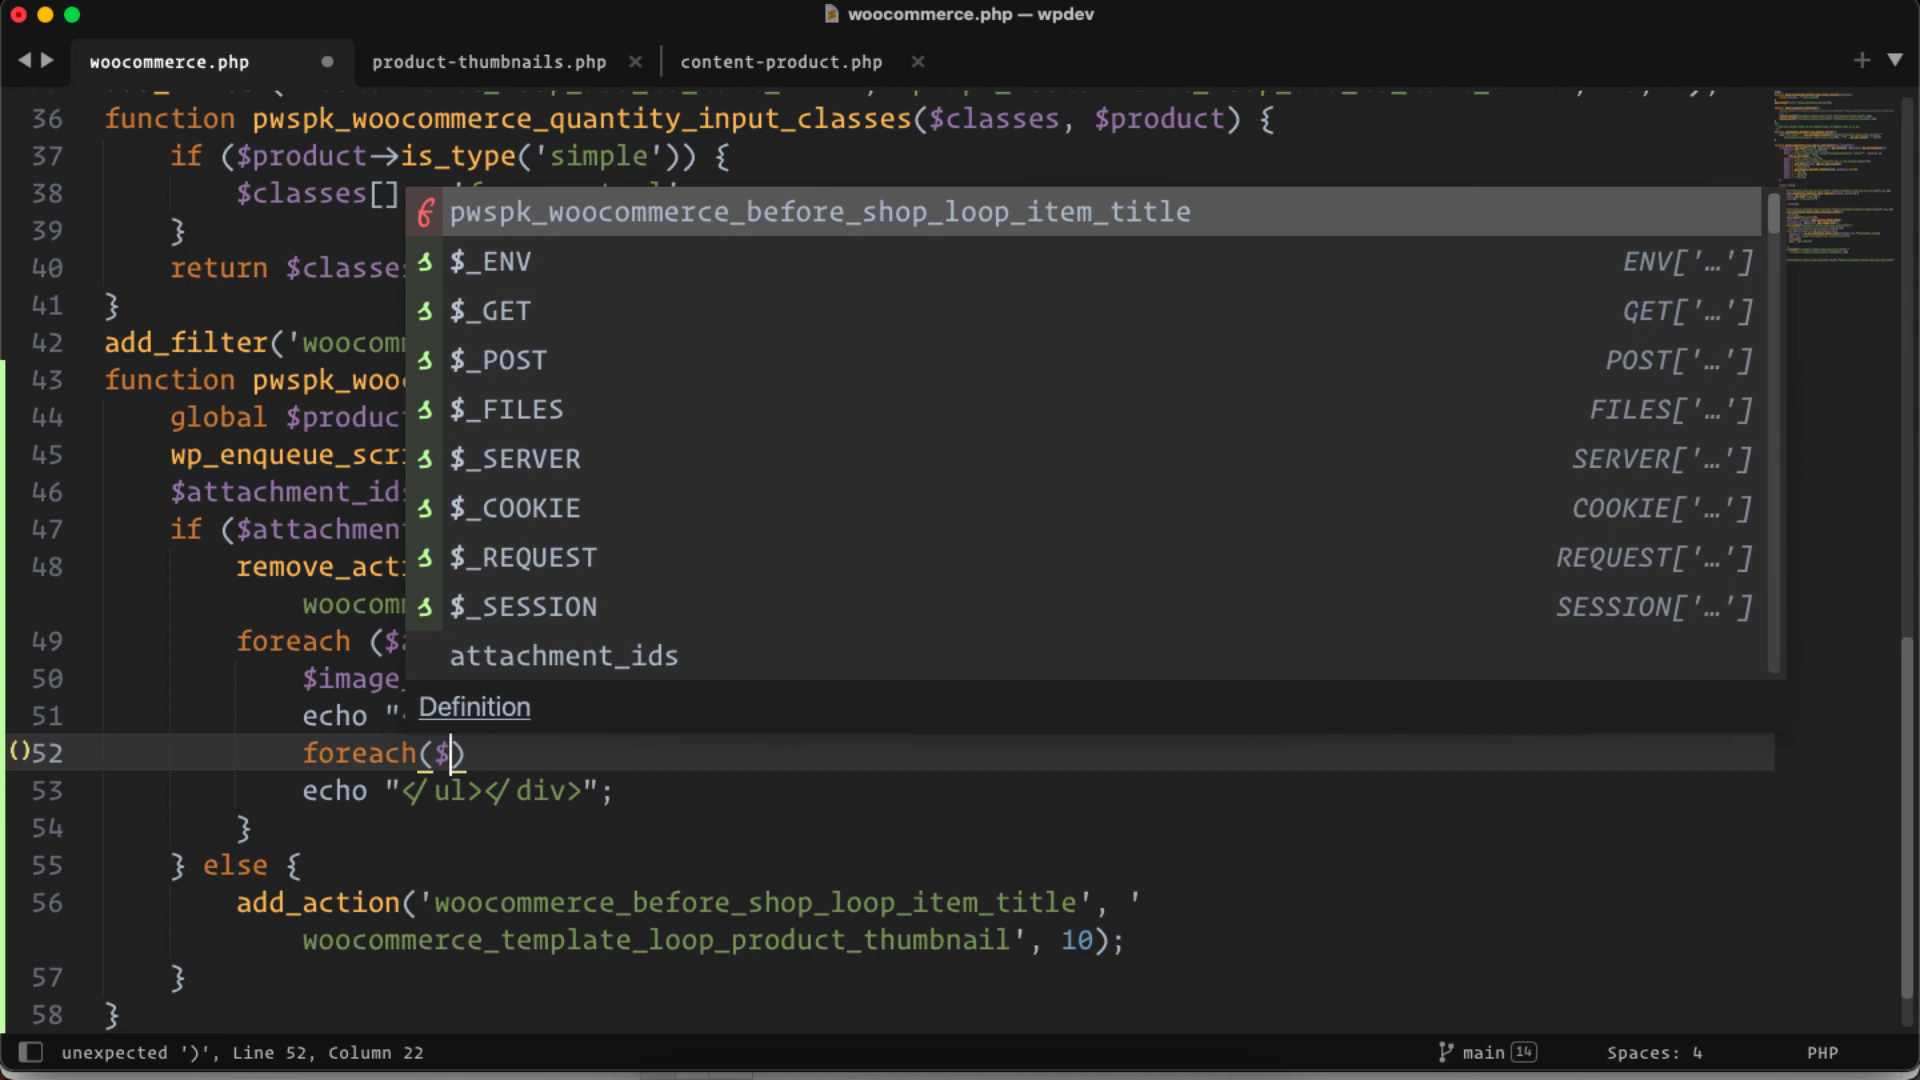 woocommerce.php — wpdev
woocommerce.php product-thumbnails.php content-product.php
36 function pwspk_woocommerce_quantity_input_classes($classes, $product) {
37 if ($product->is_type('simple')) {
38 $classes[]
pwspk_woocommerce_before_shop_loop_item_title
39 }
$_ENV ENV['…']
40 return $classes
41 }
$_GET GET['…']
42 add_filter('woocom
$_POST POST['…']
43 function pwspk_woo
$_FILES FILES['…']
44 global $produc
45 wp_enqueue_scr
$_SERVER SERVER['…']
46 $attachment_id
$_COOKIE COOKIE['…']
47 if ($attachmen
$_REQUEST REQUEST['…']
48 remove_act
woocom
$_SESSION SESSION['…']
49 foreach ($
attachment_ids
50 $image_
51 echo "
Definition
52 foreach($)
53 echo "</ul></div>";
54 }
55 } else {
56 add_action('woocommerce_before_shop_loop_item_title', '
woocommerce_template_loop_product_thumbnail', 10);
57 }
58 }
unexpected ')', Line 52, Column 22 main 14 Spaces: 4 PHP